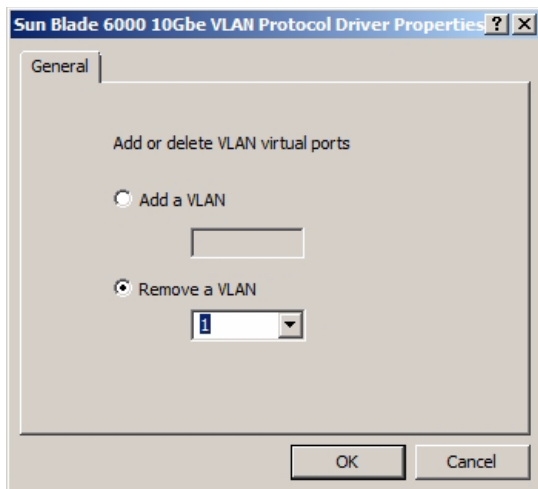 Sun Blade 6000 10Gbe VLAN Protocol Driver Properties
General
Add or delete VLAN virtual ports
Add a VLAN
Remove a VLAN
1
OK
Cancel